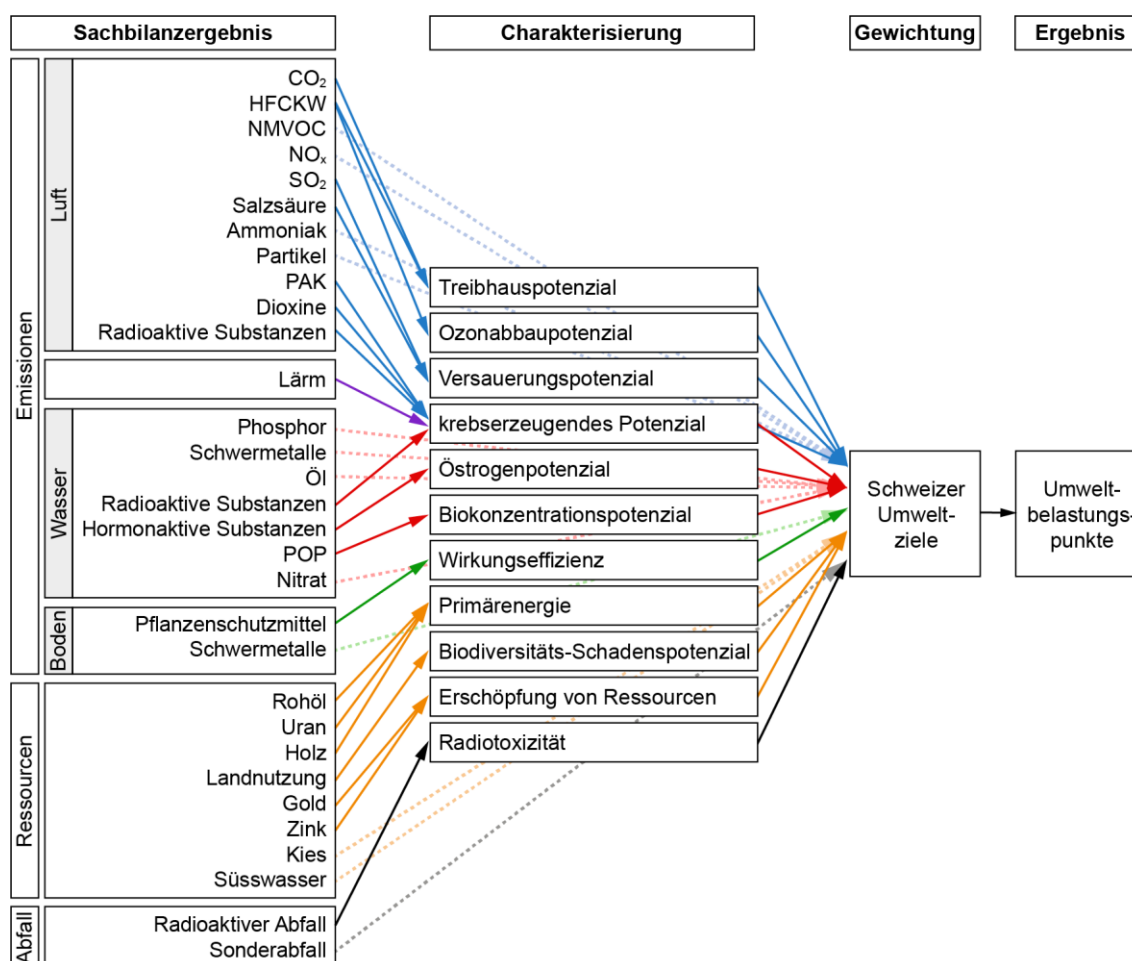 Sachbilanzergebnis
Charakterisierung
Gewichtung
Ergebnis
Emissionen
Luft
CO₂
HFCKW
NMVOC
NOₓ
SO₂
Salzsäure
Ammoniak
Partikel
PAK
Dioxine
Radioaktive Substanzen
Lärm
Wasser
Phosphor
Schwermetalle
Öl
Radioaktive Substanzen
Hormonaktive Substanzen
POP
Nitrat
Boden
Pflanzenschutzmittel
Schwermetalle
Ressourcen
Rohöl
Uran
Holz
Landnutzung
Gold
Zink
Kies
Süsswasser
Abfall
Radioaktiver Abfall
Sonderabfall
Treibhauspotenzial
Ozonabbaupotenzial
Versauerungspotenzial
krebserzeugendes Potenzial
Östrogenpotenzial
Biokonzentrationspotenzial
Wirkungseffizienz
Primärenergie
Biodiversitäts-Schadenspotenzial
Erschöpfung von Ressourcen
Radiotoxizität
Schweizer
Umwelt-
ziele
Umwelt-
belastungs-
punkte